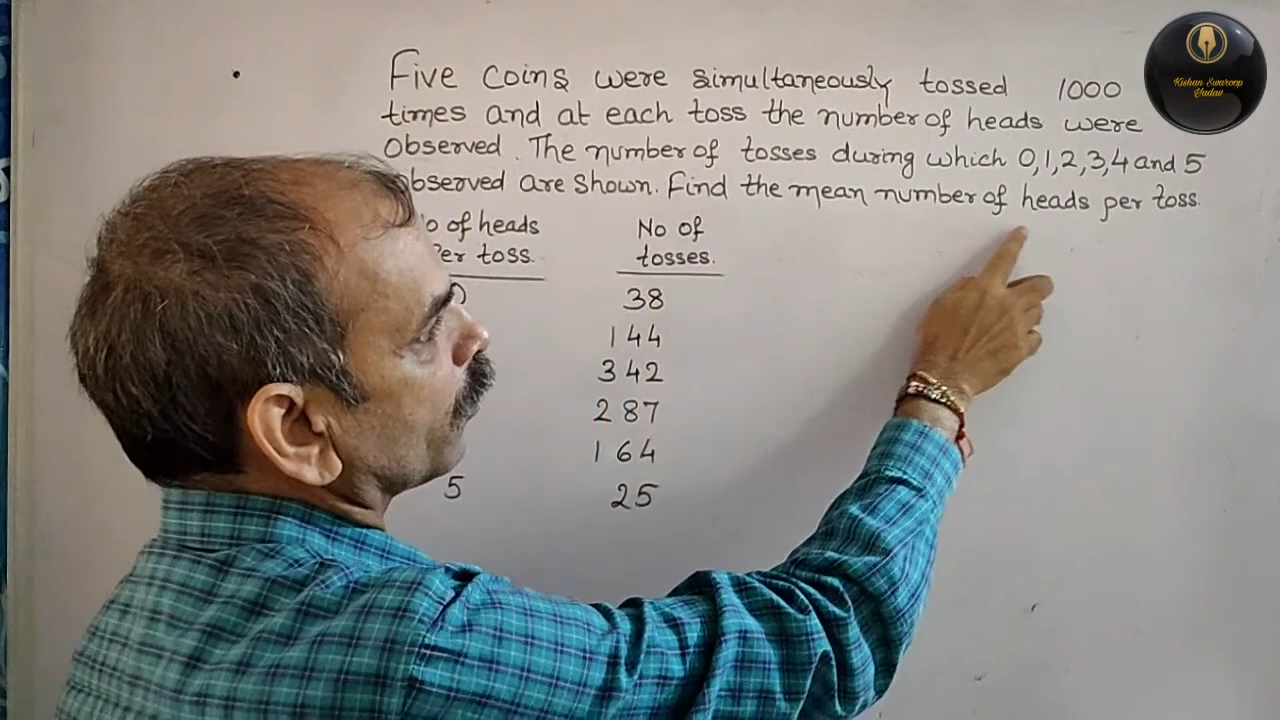 Five coins were simultaneously tossed 1000
times and at each toss the number of heads were
observed. The number of tosses during which 0,1,2,3,4 and 5
observed are shown. Find the mean number of heads per toss.
of heads No of
Per toss. tosses.
0 38
144
342
287
164
5 25
Kishan Swaroop
Yadav